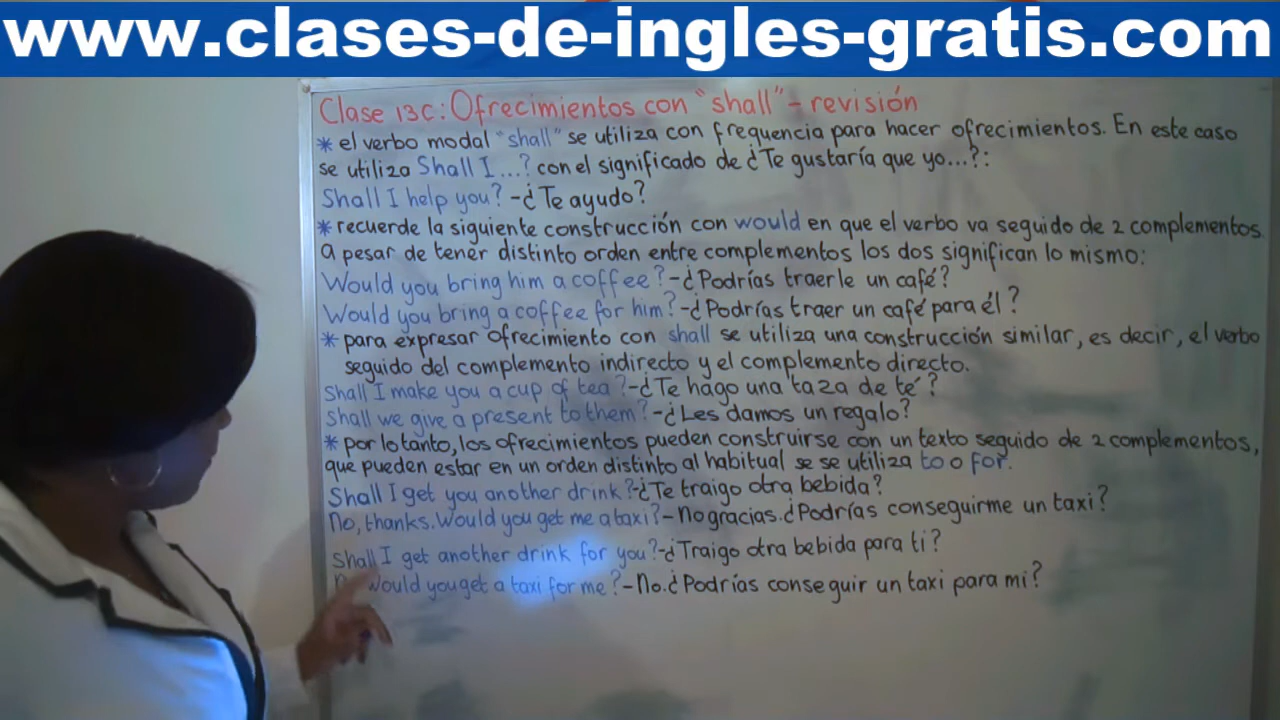 www.clases-de-ingles-gratis.com
Clase 13C: Ofrecimientos con "shall" - revisión
* el verbo modal "shall" se utiliza con frequencia para hacer ofrecimientos. En este caso
se utiliza Shall I...? con el significado de ¿Te gustaría que yo...?:
Shall I help you? - ¿Te ayudo?
* recuerde la siguiente construcción con would en que el verbo va seguido de 2 complementos.
A pesar de tener distinto orden entre complementos los dos significan lo mismo:
Would you bring him a coffee? - ¿Podrías traerle un café?
Would you bring a coffee for him? - ¿Podrías traer un café para él?
* para expresar ofrecimiento con shall se utiliza una construcción similar, es decir, el verbo
seguido del complemento indirecto y el complemento directo.
Shall I make you a cup of tea? - ¿Te hago una taza de té?
Shall we give a present to them? - ¿Les damos un regalo?
* por lo tanto, los ofrecimientos pueden construirse con un texto seguido de 2 complementos,
que pueden estar en un orden distinto al habitual se se utiliza to o for.
Shall I get you another drink? - ¿Te traigo otra bebida?
No, thanks. Would you get me a taxi? - No gracias. ¿Podrías conseguirme un taxi?
Shall I get another drink for you? - ¿Traigo otra bebida para ti?
would you get a taxi for me? - No. ¿Podrías conseguir un taxi para mi?